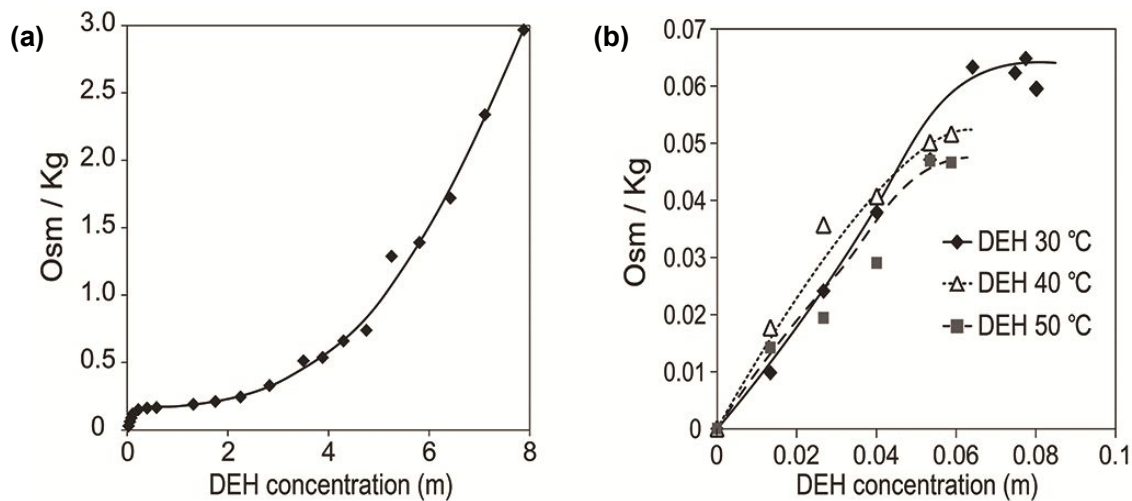 (a)
Osm / Kg
3.0
2.5
2.0
1.5
1.0
0.5
0
0 2 4 6 8
DEH concentration (m)
(b)
Osm / Kg
0.07
0.06
0.05
0.04
0.03
0.02
0.01
0
0 0.02 0.04 0.06 0.08 0.1
DEH concentration (m)
DEH 30 °C
DEH 40 °C
DEH 50 °C